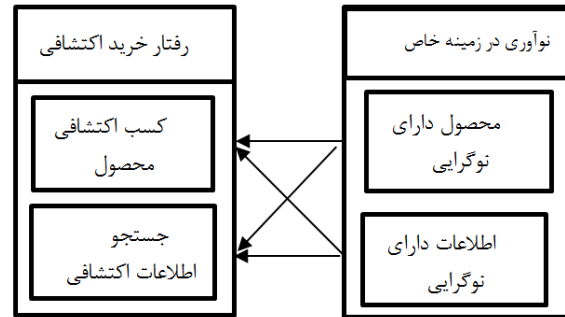 نوآوری در زمینه خاص
محصول دارای
نوگرایی
اطلاعات دارای
نوگرایی
رفتار خرید اکتشافی
کسب اکتشافی
محصول
جستجو
اطلاعات اکتشافی